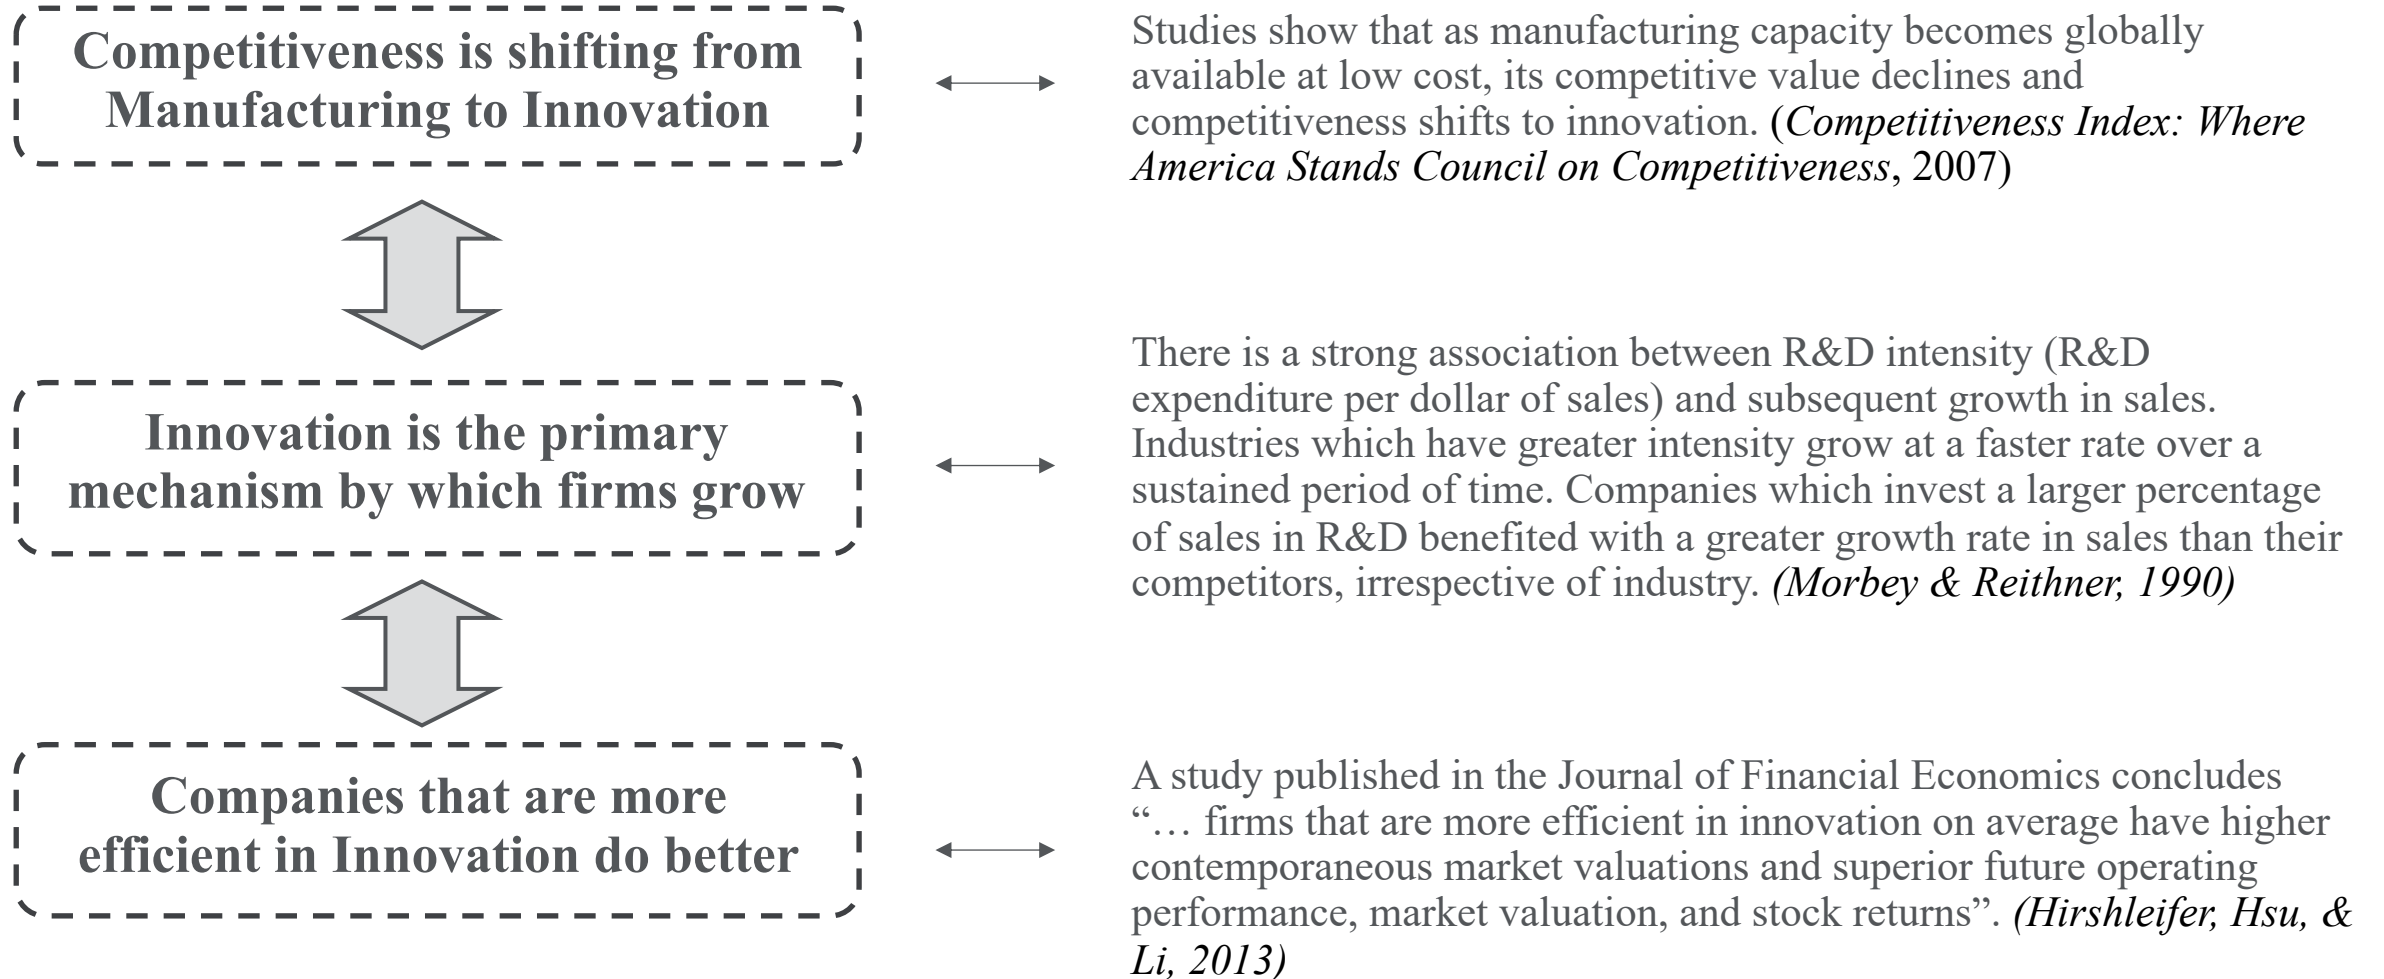 Competitiveness is shifting from
Manufacturing to Innovation
Studies show that as manufacturing capacity becomes globally
available at low cost, its competitive value declines and
competitiveness shifts to innovation. (Competitiveness Index: Where
America Stands Council on Competitiveness, 2007)
Innovation is the primary
mechanism by which firms grow
There is a strong association between R&D intensity (R&D
expenditure per dollar of sales) and subsequent growth in sales.
Industries which have greater intensity grow at a faster rate over a
sustained period of time. Companies which invest a larger percentage
of sales in R&D benefited with a greater growth rate in sales than their
competitors, irrespective of industry. (Morbey & Reithner, 1990)
Companies that are more
efficient in Innovation do better
A study published in the Journal of Financial Economics concludes
“… firms that are more efficient in innovation on average have higher
contemporaneous market valuations and superior future operating
performance, market valuation, and stock returns”. (Hirshleifer, Hsu, &
Li, 2013)